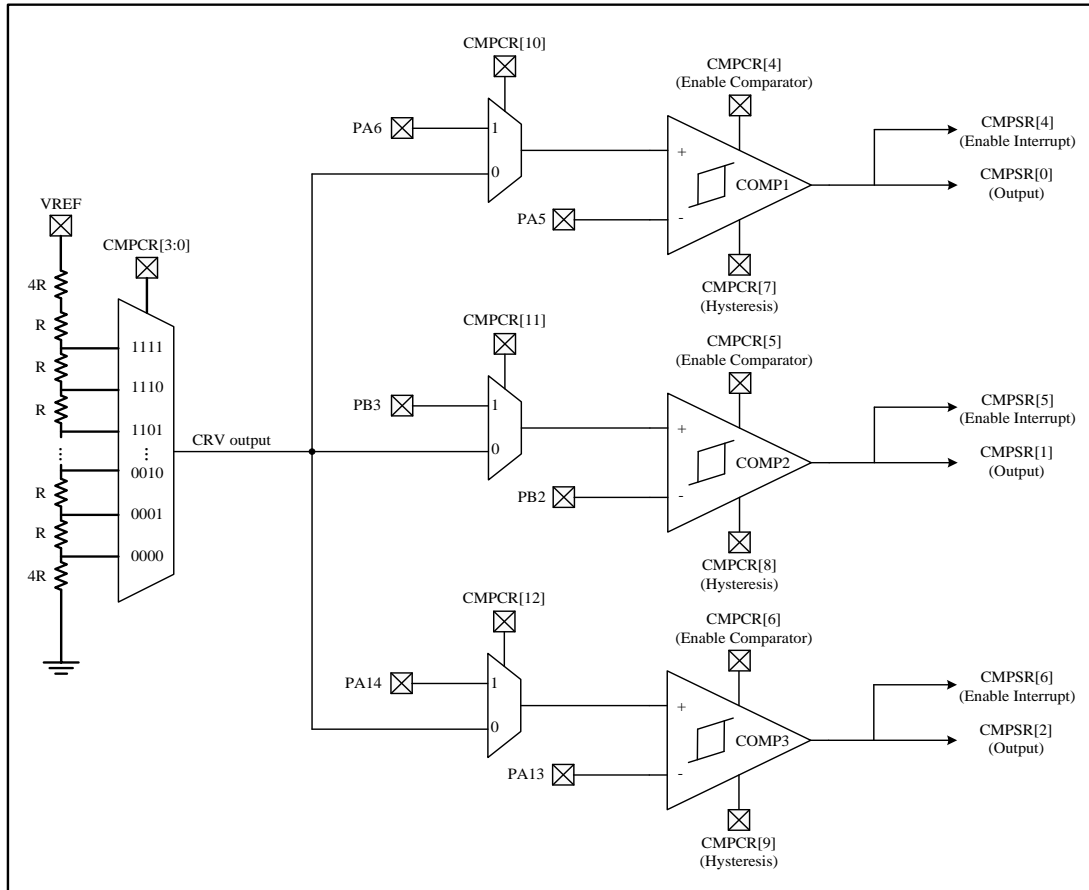 CMPCR[10]
CMPCR[4]
(Enable Comparator)
PA6
1
0
+
-
COMP1
CMPSR[4]
(Enable Interrupt)
CMPSR[0]
(Output)
PA5
CMPCR[7]
(Hysteresis)
VREF
CMPCR[3:0]
4R
R
R
R
...
R
R
4R
1111
1110
1101
...
0010
0001
0000
CRV output
CMPCR[11]
CMPCR[5]
(Enable Comparator)
PB3
1
0
+
-
COMP2
CMPSR[5]
(Enable Interrupt)
CMPSR[1]
(Output)
PB2
CMPCR[8]
(Hysteresis)
CMPCR[12]
CMPCR[6]
(Enable Comparator)
PA14
1
0
+
-
COMP3
CMPSR[6]
(Enable Interrupt)
CMPSR[2]
(Output)
PA13
CMPCR[9]
(Hysteresis)